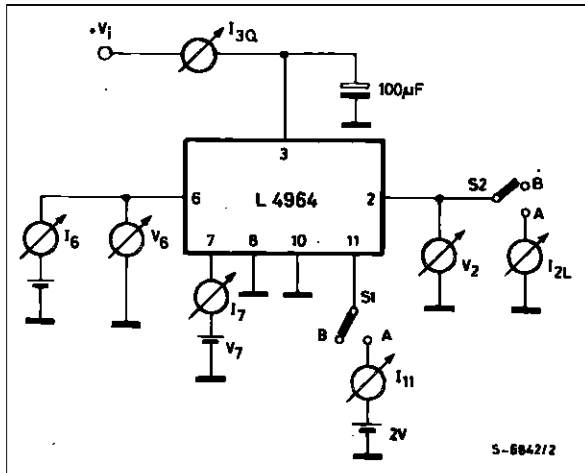 +Vi
I3Q
100µF
3
6
L 4964
2
S2
B
A
I6
V6
7
8
10
11
V2
I2L
I7
S1
B
A
V7
I11
2V
S-6842/2